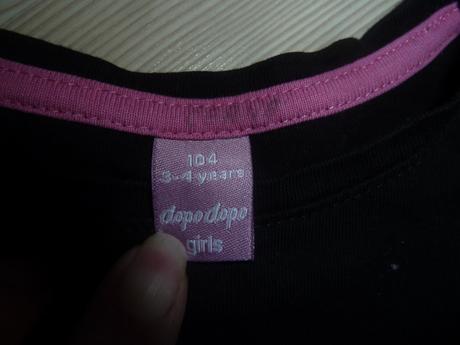 104
3-4 years
dopodopo
girls